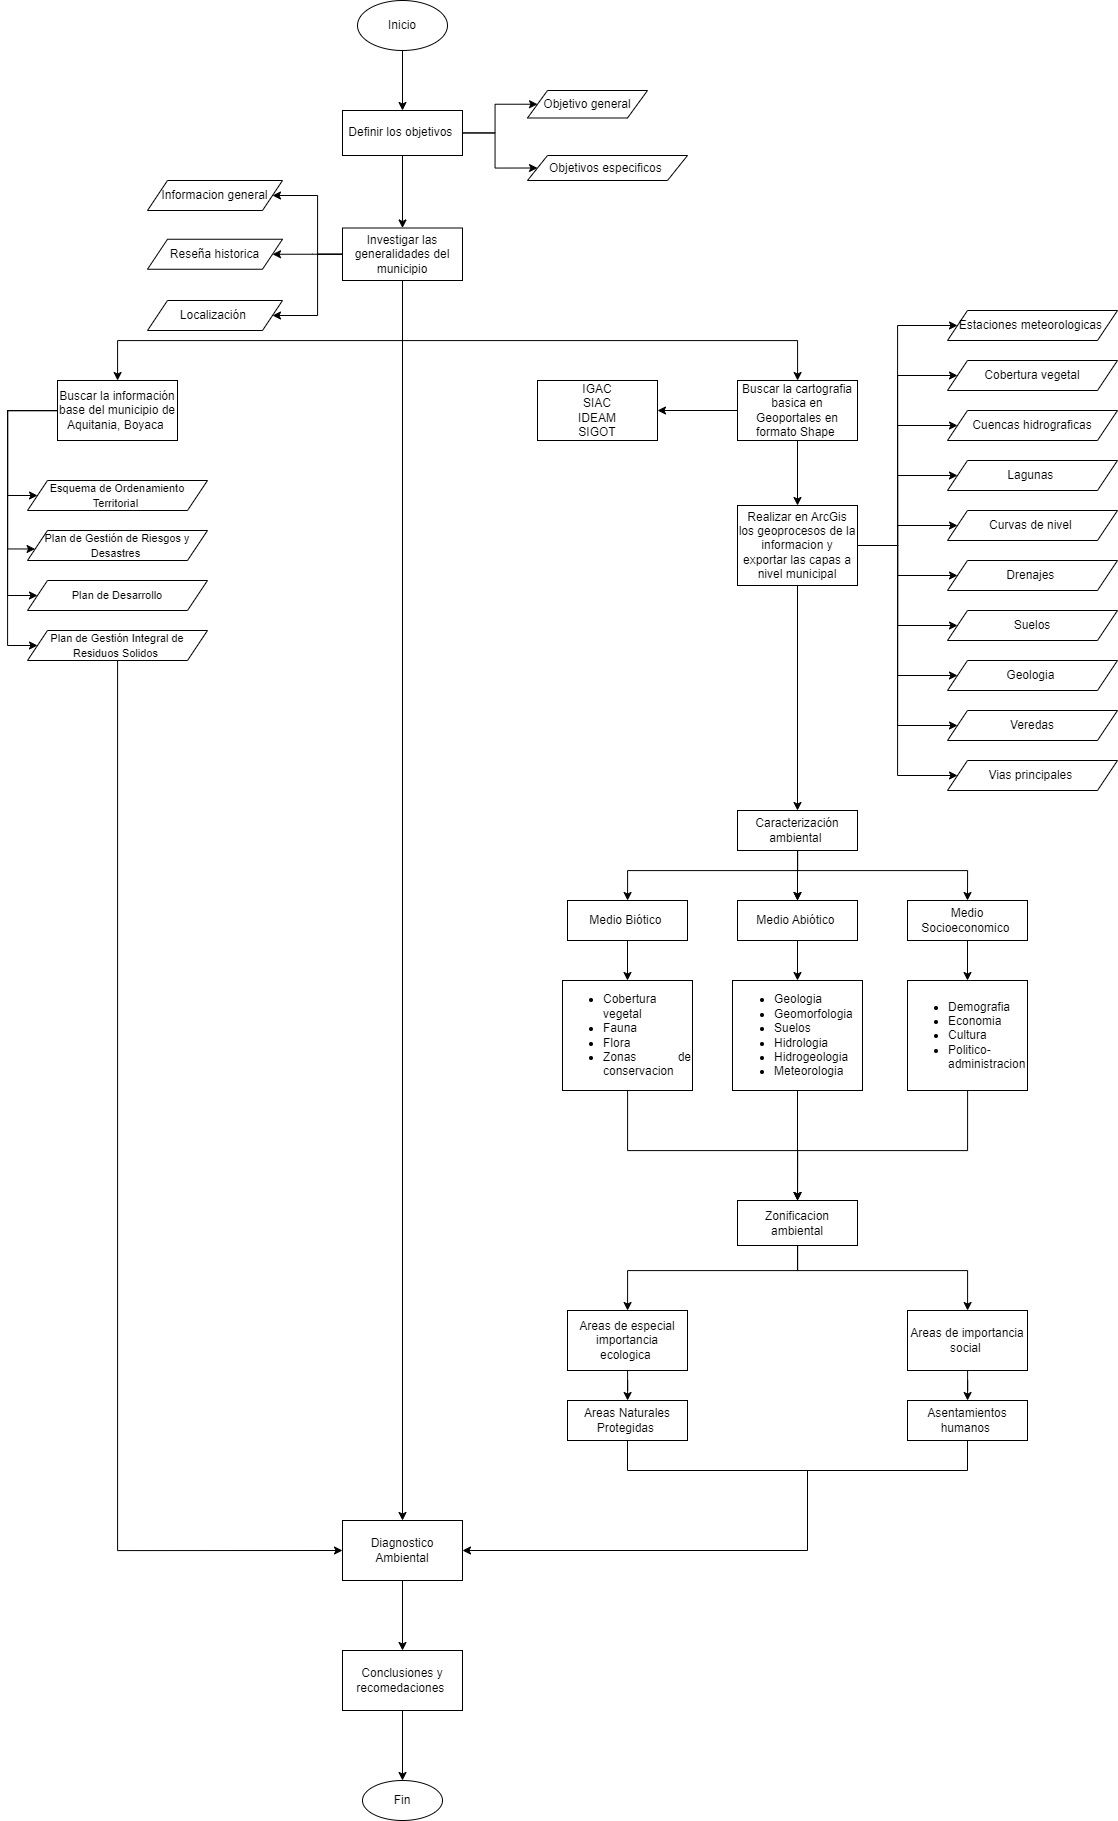 Inicio
Definir los objetivos
Objetivo general
Objetivos especificos
Investigar las
generalidades del
municipio
Informacion general
Reseña historica
Localización
Buscar la información
base del municipio de
Aquitania, Boyaca
Esquema de Ordenamiento
Territorial
Plan de Gestión de Riesgos y
Desastres
Plan de Desarrollo
Plan de Gestión Integral de
Residuos Solidos
IGAC
SIAC
IDEAM
SIGOT
Buscar la cartografia
basica en
Geoportales en
formato Shape
Realizar en ArcGis
los geoprocesos de la
informacion y
exportar las capas a
nivel municipal
Estaciones meteorologicas
Cobertura vegetal
Cuencas hidrograficas
Lagunas
Curvas de nivel
Drenajes
Suelos
Geologia
Veredas
Vias principales
Caracterización
ambiental
Medio Biótico
Medio Abiótico
Medio
Socioeconomico
• Cobertura
vegetal
• Fauna
• Flora
• Zonas de
conservacion
• Geologia
• Geomorfologia
• Suelos
• Hidrologia
• Hidrogeologia
• Meteorologia
• Demografia
• Economia
• Cultura
• Politico-
administracion
Zonificacion
ambiental
Areas de especial
importancia
ecologica
Areas de importancia
social
Areas Naturales
Protegidas
Asentamientos
humanos
Diagnostico
Ambiental
Conclusiones y
recomedaciones
Fin